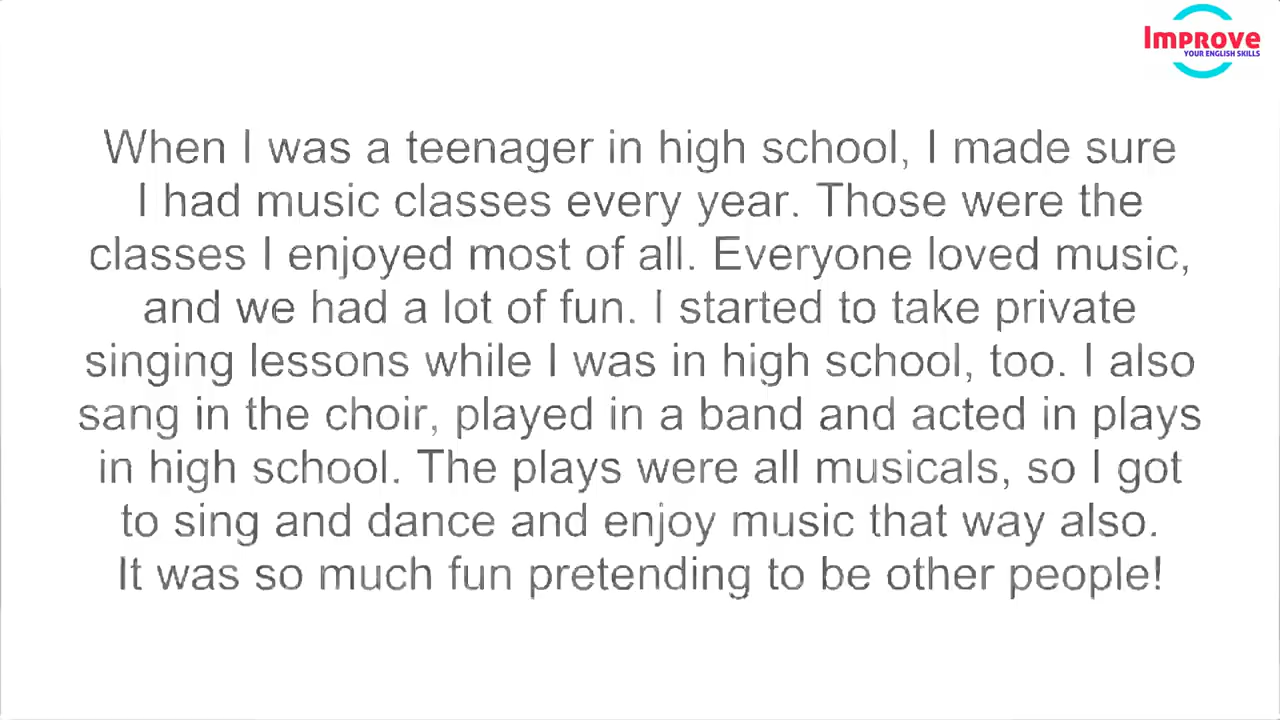 Improve
YOUR ENGLISH SKILLS
When I was a teenager in high school, I made sure
I had music classes every year. Those were the
classes I enjoyed most of all. Everyone loved music,
and we had a lot of fun. I started to take private
singing lessons while I was in high school, too. I also
sang in the choir, played in a band and acted in plays
in high school. The plays were all musicals, so I got
to sing and dance and enjoy music that way also.
It was so much fun pretending to be other people!